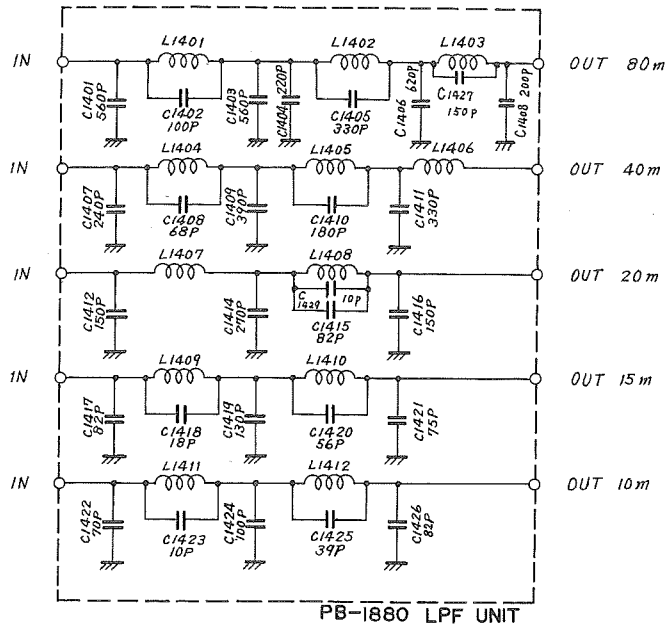 IN L1401 L1402 L1403 OUT 80m
C1401 560P
C1402
100P
C1403 560P
C1404 220P
C1405
330P
C1406 620p
C1427
150p
C1408 200p
IN L1404 L1405 L1406 OUT 40m
C1407 240P
C1408
68P
C1409 390P
C1410
180P
C1411 330P
IN L1407 L1408 OUT 20m
C1412 150P
C1414 270P
C 1429 10p
C1415
82P
C1416 150P
IN L1409 L1410 OUT 15m
C1417 82P
C1418
18P
C1419 130P
C1420
56P
C1421 75P
IN L1411 L1412 OUT 10m
C1422 70P
C1423
10P
C1424 100P
C1425
39P
C1426 82P
PB-1880 LPF UNIT